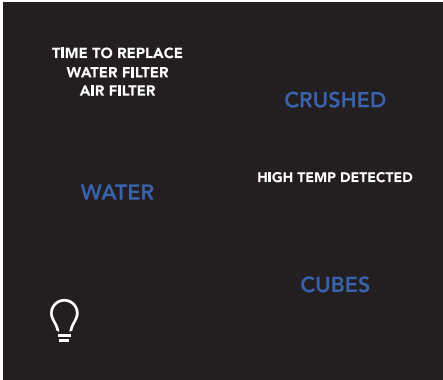 TIME TO REPLACE
WATER FILTER
AIR FILTER
CRUSHED
HIGH TEMP DETECTED
WATER
CUBES